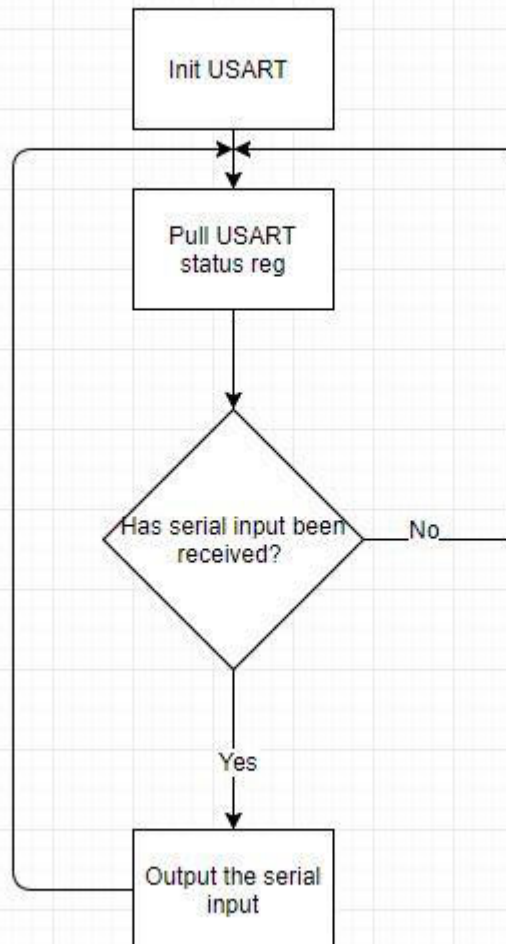 Init USART
Pull USART
status reg
Has serial input been
received?
No
Yes
Output the serial
input